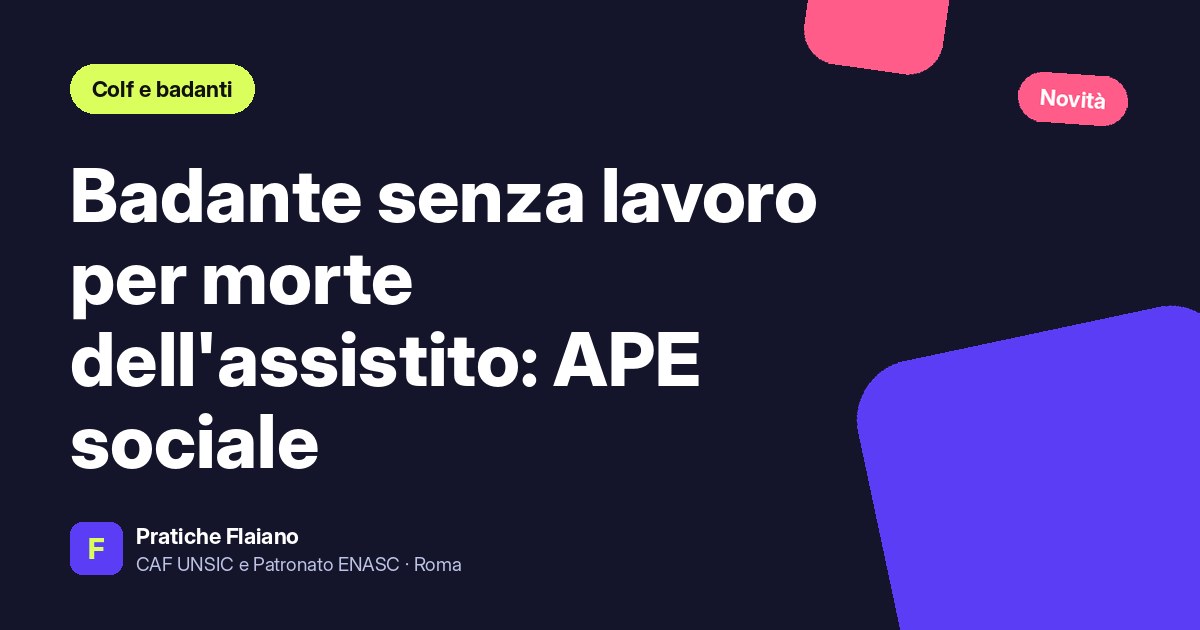 Colf e badanti
Novità
Badante senza lavoro
per morte
dell'assistito: APE
sociale
F
Pratiche Flaiano
CAF UNSIC e Patronato ENASC · Roma